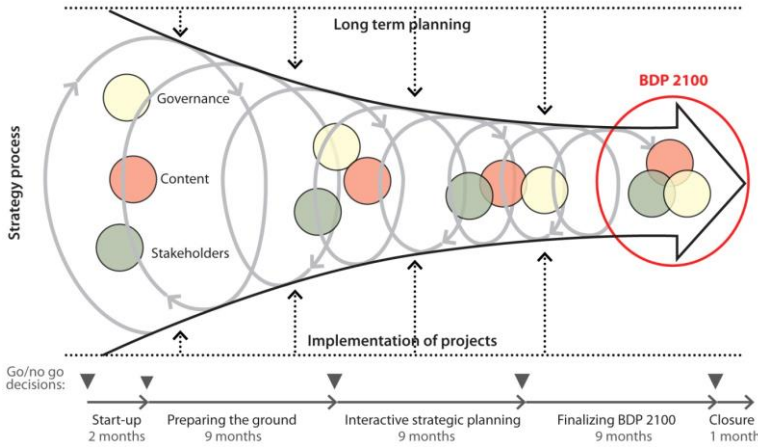 Long term planning
BDP 2100
Strategy process
Governance
Content
Stakeholders
Implementation of projects
Go/no go
decisions:
Start-up
2 months
Preparing the ground
9 months
Interactive strategic planning
9 months
Finalizing BDP 2100
9 months
Closure
1 month